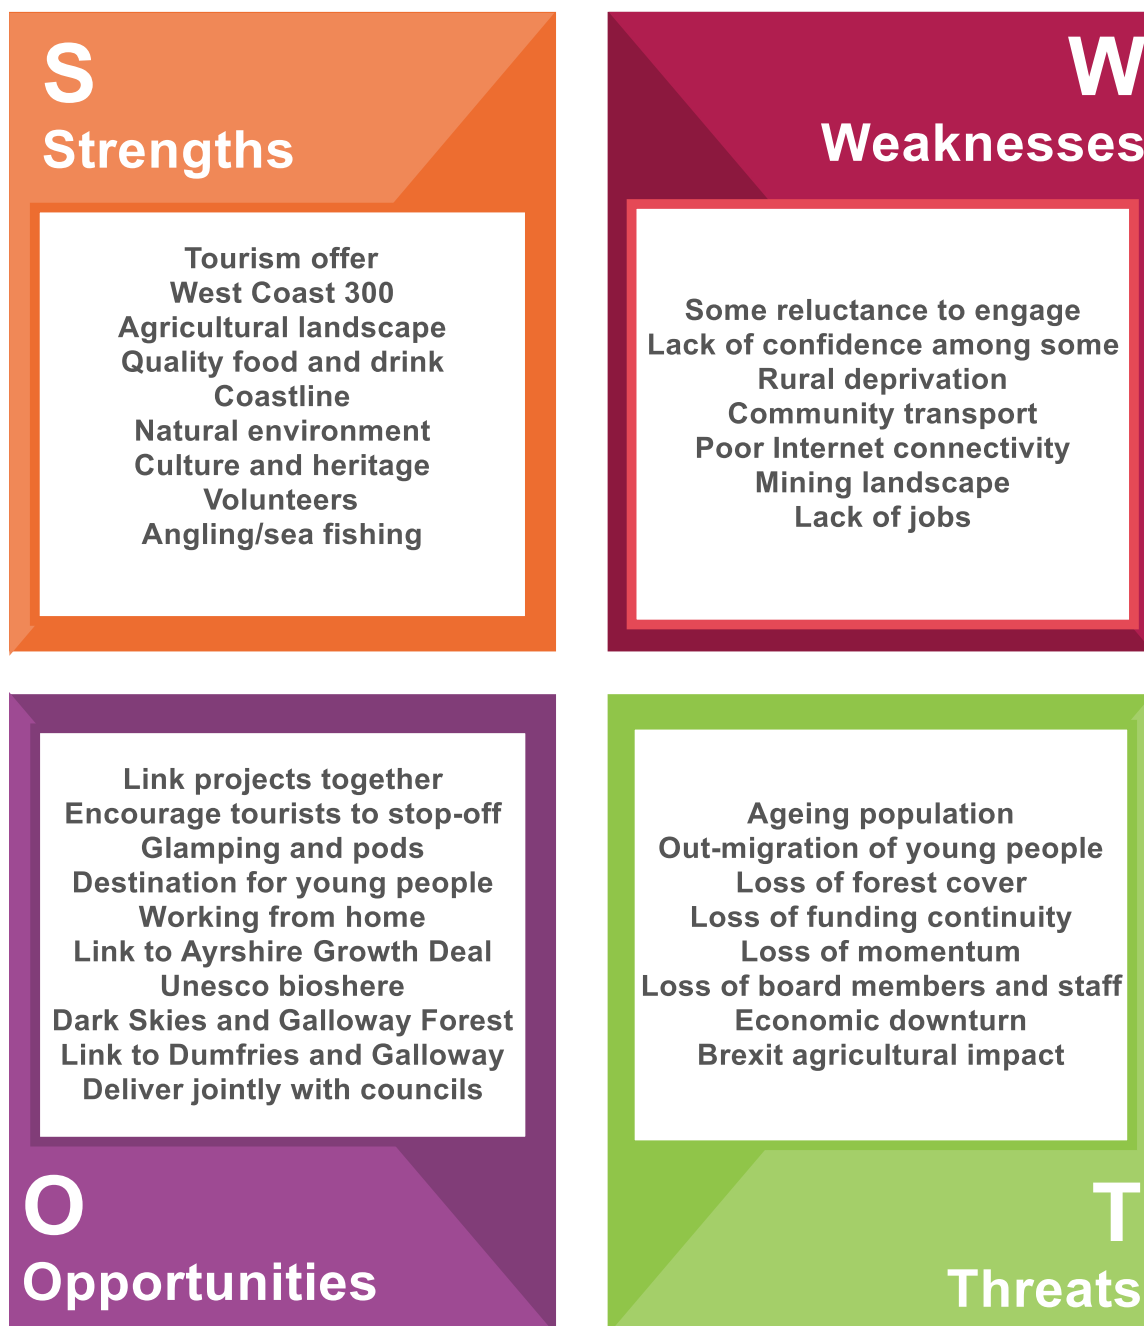 S
Strengths
Tourism offer
West Coast 300
Agricultural landscape
Quality food and drink
Coastline
Natural environment
Culture and heritage
Volunteers
Angling/sea fishing
W
Weaknesses
Some reluctance to engage
Lack of confidence among some
Rural deprivation
Community transport
Poor Internet connectivity
Mining landscape
Lack of jobs
Link projects together
Encourage tourists to stop-off
Glamping and pods
Destination for young people
Working from home
Link to Ayrshire Growth Deal
Unesco bioshere
Dark Skies and Galloway Forest
Link to Dumfries and Galloway
Deliver jointly with councils
O
Opportunities
Ageing population
Out-migration of young people
Loss of forest cover
Loss of funding continuity
Loss of momentum
Loss of board members and staff
Economic downturn
Brexit agricultural impact
T
Threats